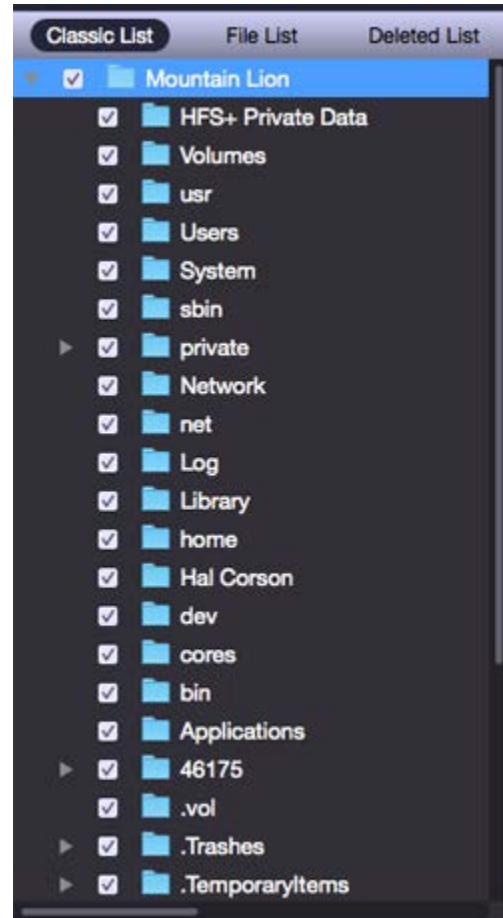 Classic List File List Deleted List
Mountain Lion
HFS+ Private Data
Volumes
usr
Users
System
sbin
private
Network
net
Log
Library
home
Hal Corson
dev
cores
bin
Applications
46175
.vol
.Trashes
.TemporaryItems